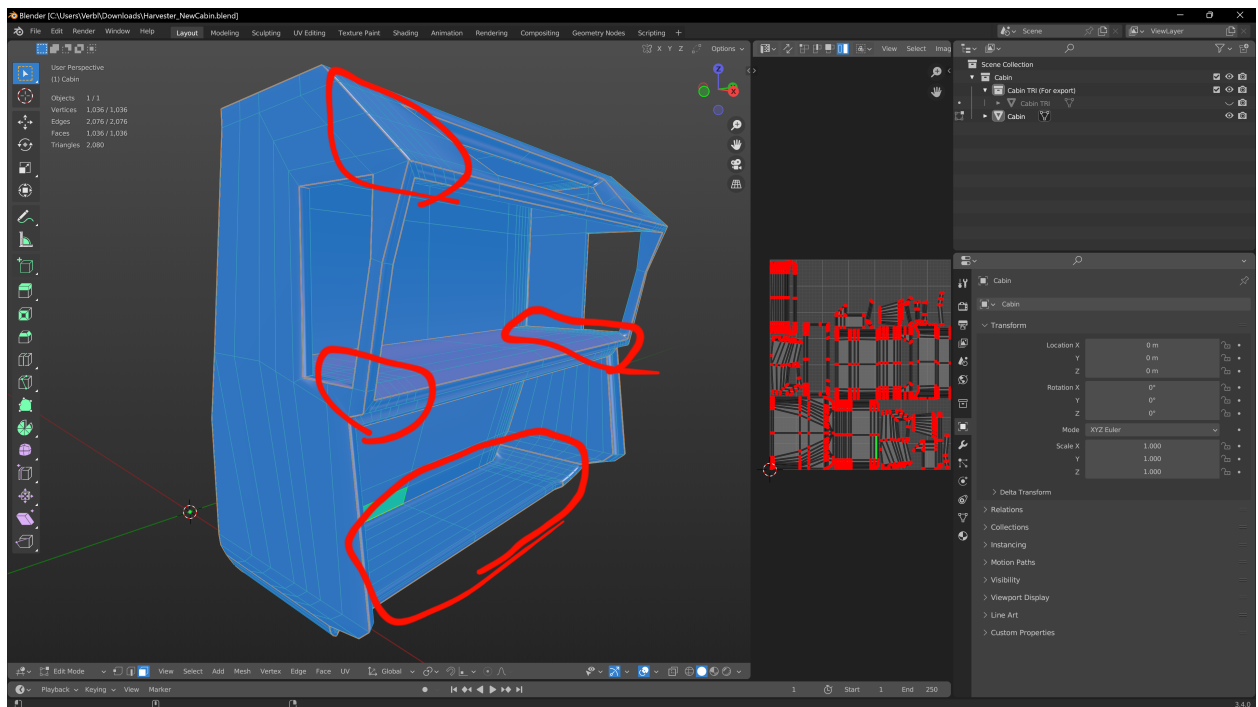 Blender [C:\Users\Verbl\Downloads\Harvester_NewCabin.blend]
File Edit Render Window Help Layout Modeling Sculpting UV Editing Texture Paint Shading Animation Rendering Compositing Geometry Nodes Scripting + Scene ViewLayer
X Y Z Options View Select Imag
User Perspective
(1) Cabin
Objects 1 / 1
Vertices 1,036 / 1,036
Edges 2,076 / 2,076
Faces 1,036 / 1,036
Triangles 2,080
Z
X
Scene Collection
Cabin
Cabin TRI (For export)
Cabin TRI
Cabin
Cabin
Cabin
Transform
Location X 0 m
Y 0 m
Z 0 m
Rotation X 0°
Y 0°
Z 0°
Mode XYZ Euler
Scale X 1.000
Y 1.000
Z 1.000
Delta Transform
Relations
Collections
Instancing
Motion Paths
Visibility
Viewport Display
Line Art
Custom Properties
Edit Mode View Select Add Mesh Vertex Edge Face UV Global
Playback Keying View Marker 1 Start 1 End 250
3.4.0